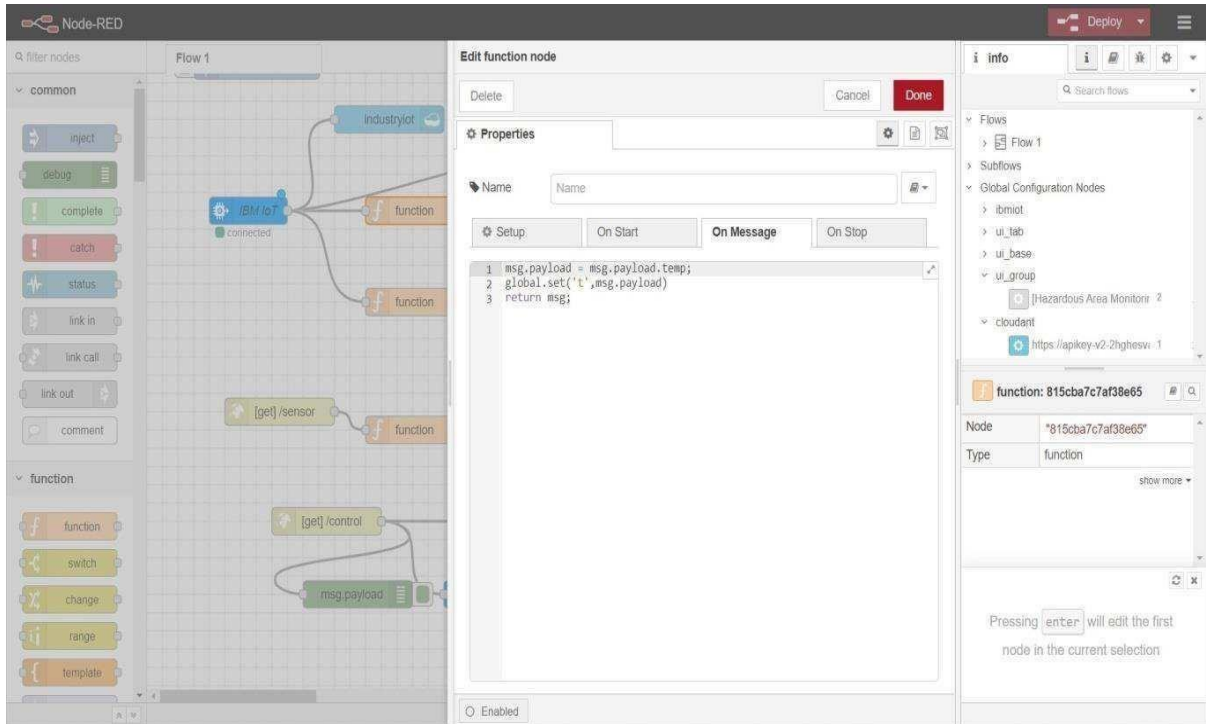 Node-RED
Deploy
filter nodes
common
inject
debug
complete
catch
status
link in
link call
link out
comment
function
function
switch
change
range
template
Flow 1
industryiot
IBM IoT
connected
function
function
[get] /sensor
function
[get] /control
msg.payload
Edit function node
Delete
Cancel
Done
Properties
Name
Name
Setup
On Start
On Message
On Stop
1 msg.payload = msg.payload.temp;
2 global.set('t',msg.payload)
3 return msg;
Enabled
i info
i
Search flows
Flows
Flow 1
Subflows
Global Configuration Nodes
ibmiot
ui_tab
ui_base
ui_group
[Hazardous Area Monitorir 2
cloudant
https://apikey-v2-2hghesv 1
function: 815cba7c7af38e65
Node "815cba7c7af38e65"
Type function
show more
Pressing enter will edit the first
node in the current selection